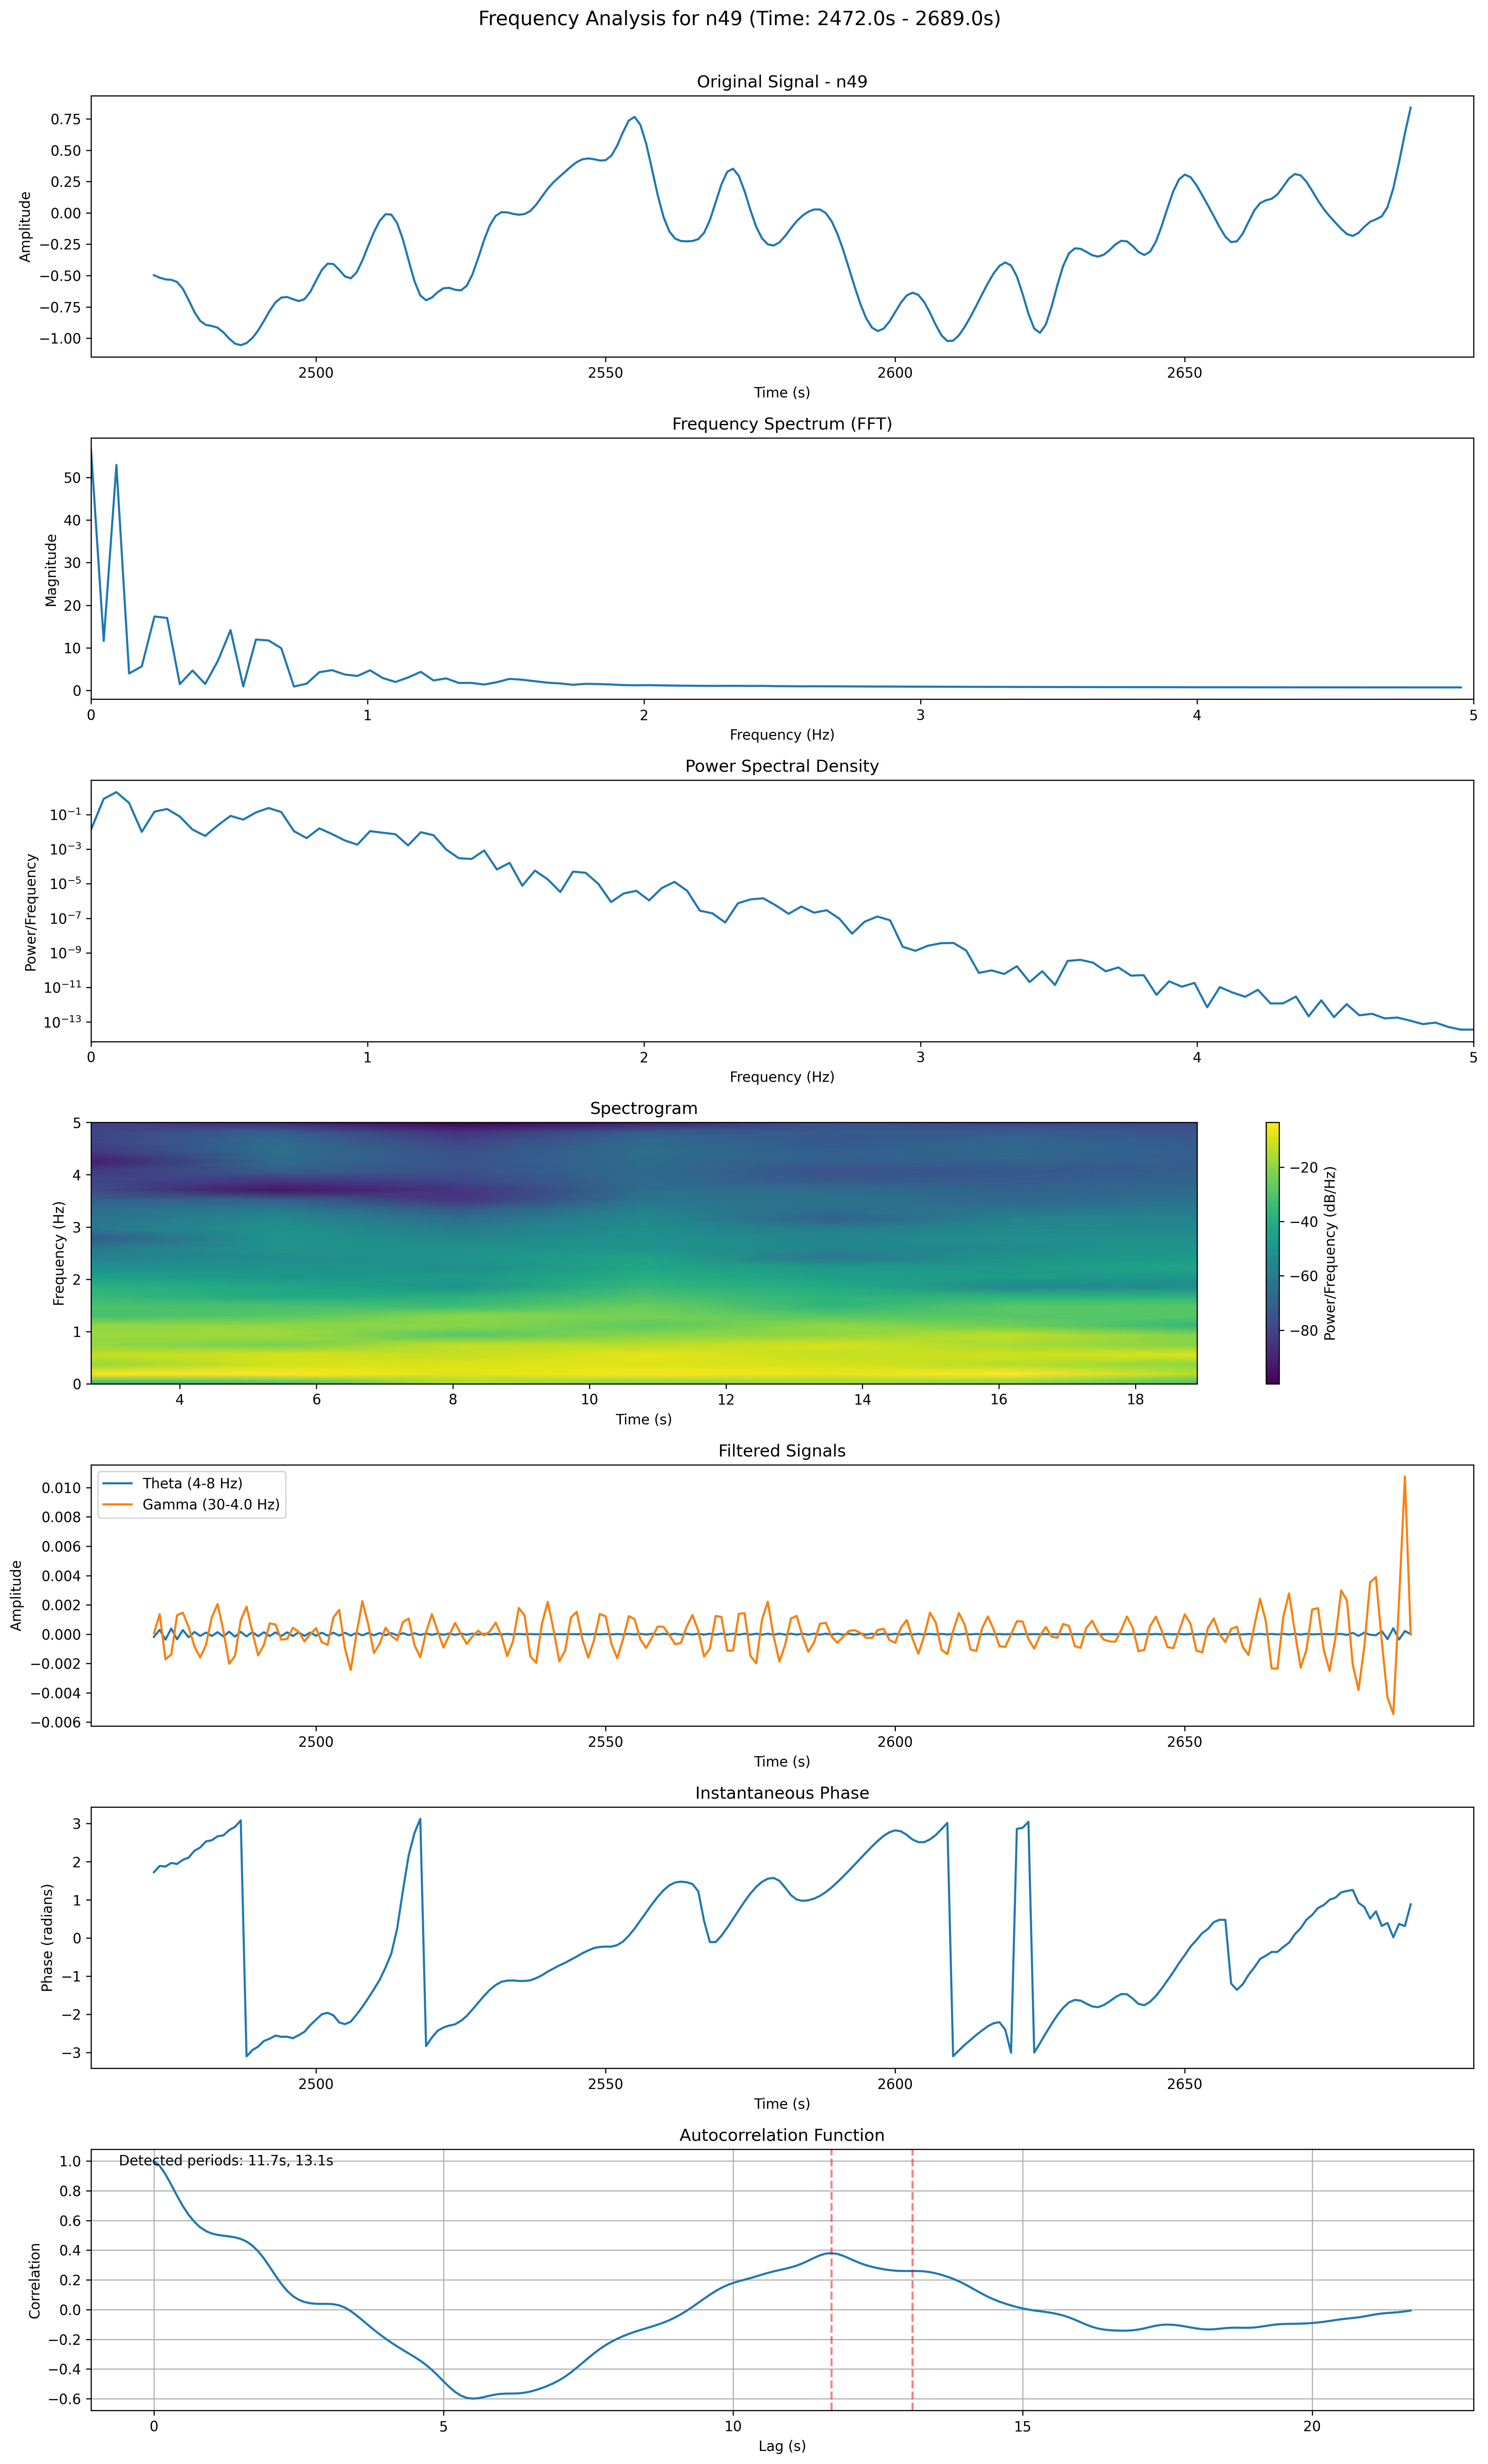 Frequency Analysis for n49 (Time: 2472.0s - 2689.0s)
Original Signal - n49
0.75
0.50
0.25
0.00
−0.25
−0.50
−0.75
−1.00
Amplitude
2500 2550 2600 2650
Time (s)
Frequency Spectrum (FFT)
50
40
30
20
10
0
Magnitude
0 1 2 3 4 5
Frequency (Hz)
Power Spectral Density
10⁻¹
10⁻³
10⁻⁵
10⁻⁷
10⁻⁹
10⁻¹¹
10⁻¹³
Power/Frequency
0 1 2 3 4 5
Frequency (Hz)
Spectrogram
5
4
3
2
1
0
Frequency (Hz)
4 6 8 10 12 14 16 18
Time (s)
−20
−40
−60
−80
Power/Frequency (dB/Hz)
Filtered Signals
Theta (4-8 Hz)
Gamma (30-4.0 Hz)
0.010
0.008
0.006
0.004
0.002
0.000
−0.002
−0.004
−0.006
Amplitude
2500 2550 2600 2650
Time (s)
Instantaneous Phase
3
2
1
0
−1
−2
−3
Phase (radians)
2500 2550 2600 2650
Time (s)
Autocorrelation Function
Detected periods: 11.7s, 13.1s
1.0
0.8
0.6
0.4
0.2
0.0
−0.2
−0.4
−0.6
Correlation
0 5 10 15 20
Lag (s)